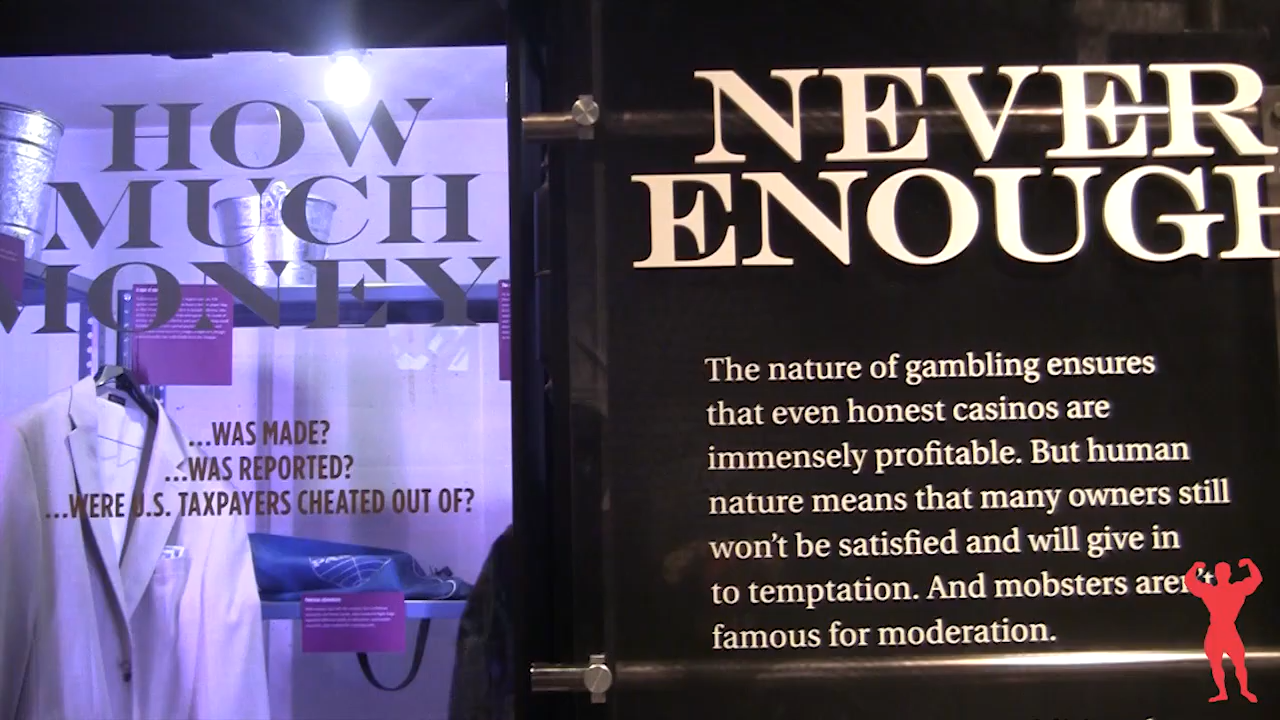 HOW
MUCH
MONEY
...WAS MADE?
...WAS REPORTED?
...WERE U.S. TAXPAYERS CHEATED OUT OF?
NEVER
ENOUGH
The nature of gambling ensures
that even honest casinos are
immensely profitable. But human
nature means that many owners still
won't be satisfied and will give in
to temptation. And mobsters aren't
famous for moderation.